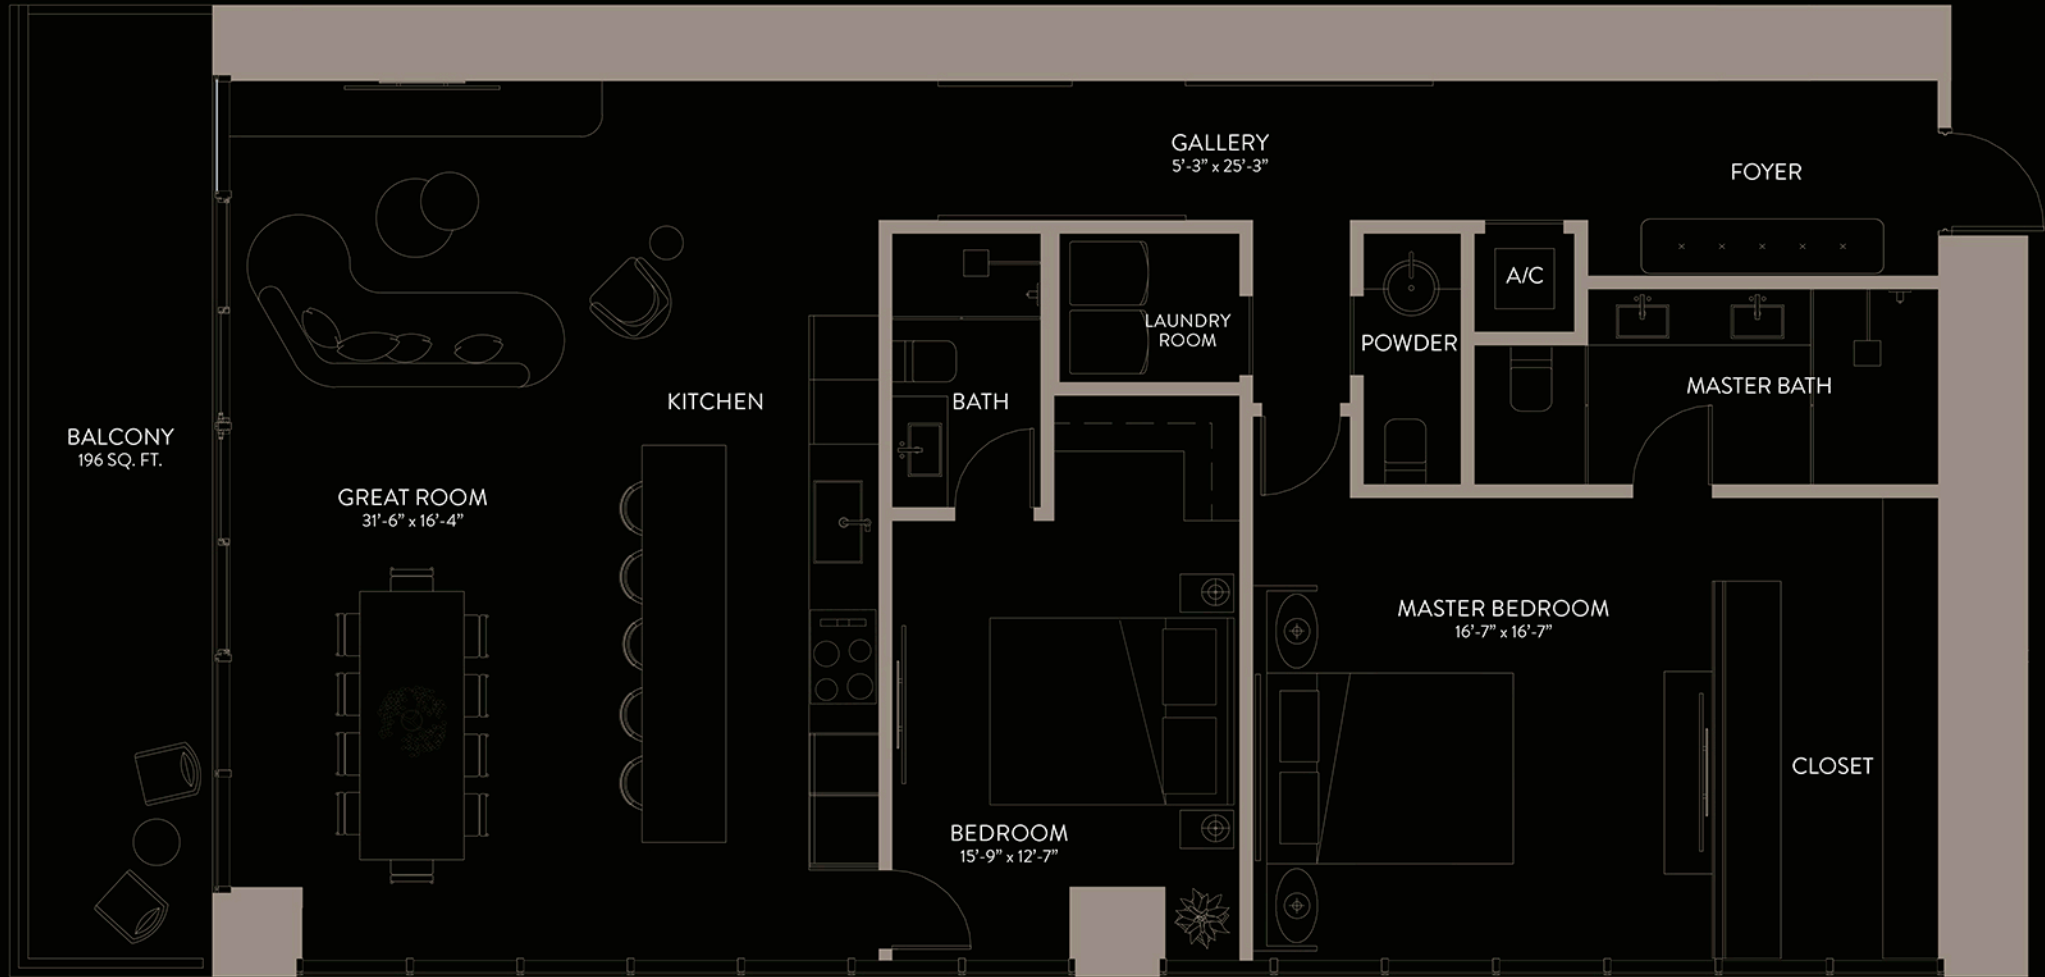 GALLERY
5'-3” x 25'-3”
FOYER
A/C
LAUNDRY
ROOM
POWDER
MASTER BATH
KITCHEN
BATH
BALCONY
196 SQ. FT.
GREAT ROOM
31'-6” x 16'-4”
MASTER BEDROOM
16'-7” x 16'-7”
CLOSET
BEDROOM
15'-9” x 12'-7”